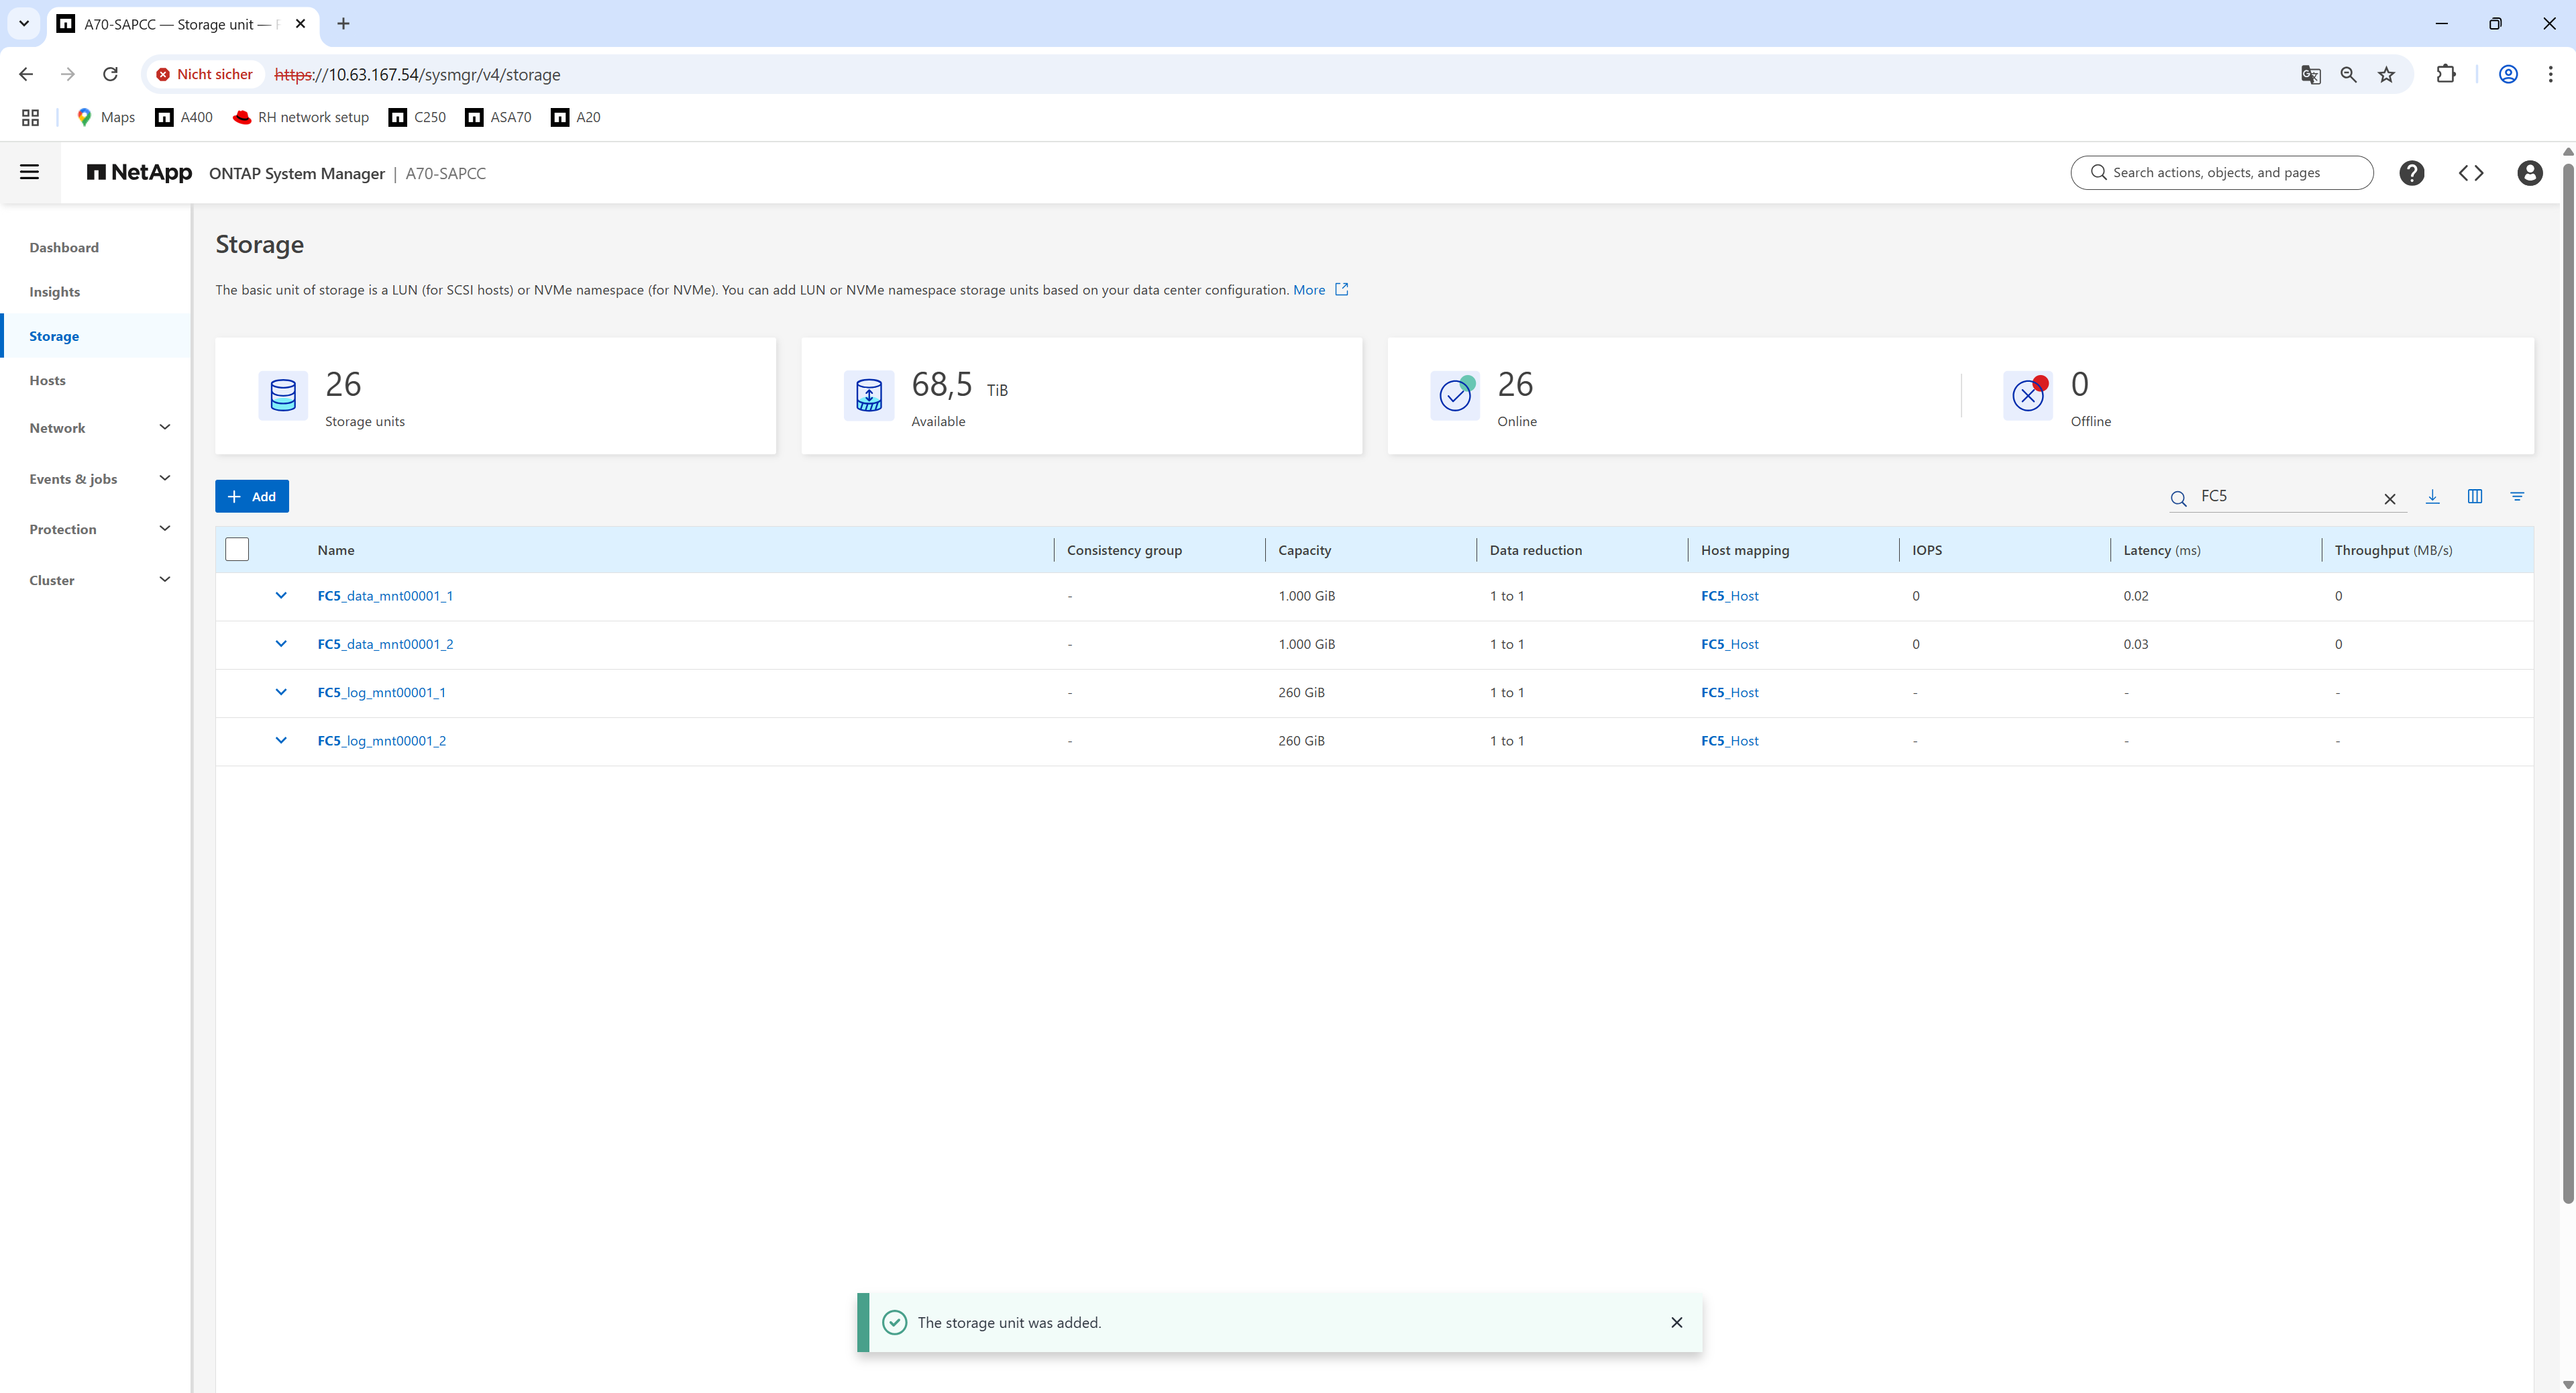 A70-SAPCC — Storage unit —
Nicht sicher https://10.63.167.54/sysmgr/v4/storage
Maps A400 RH network setup C250 ASA70 A20
NetApp ONTAP System Manager | A70-SAPCC Search actions, objects, and pages
Dashboard
Insights
Storage
Hosts
Network
Events & jobs
Protection
Cluster
Storage
The basic unit of storage is a LUN (for SCSI hosts) or NVMe namespace (for NVMe). You can add LUN or NVMe namespace storage units based on your data center configuration. More
26
Storage units
68,5 TiB
Available
26
Online
0
Offline
Add FC5
Name Consistency group Capacity Data reduction Host mapping IOPS Latency (ms) Throughput (MB/s)
FC5_data_mnt00001_1 - 1.000 GiB 1 to 1 FC5_Host 0 0.02 0
FC5_data_mnt00001_2 - 1.000 GiB 1 to 1 FC5_Host 0 0.03 0
FC5_log_mnt00001_1 - 260 GiB 1 to 1 FC5_Host - - -
FC5_log_mnt00001_2 - 260 GiB 1 to 1 FC5_Host - - -
The storage unit was added.